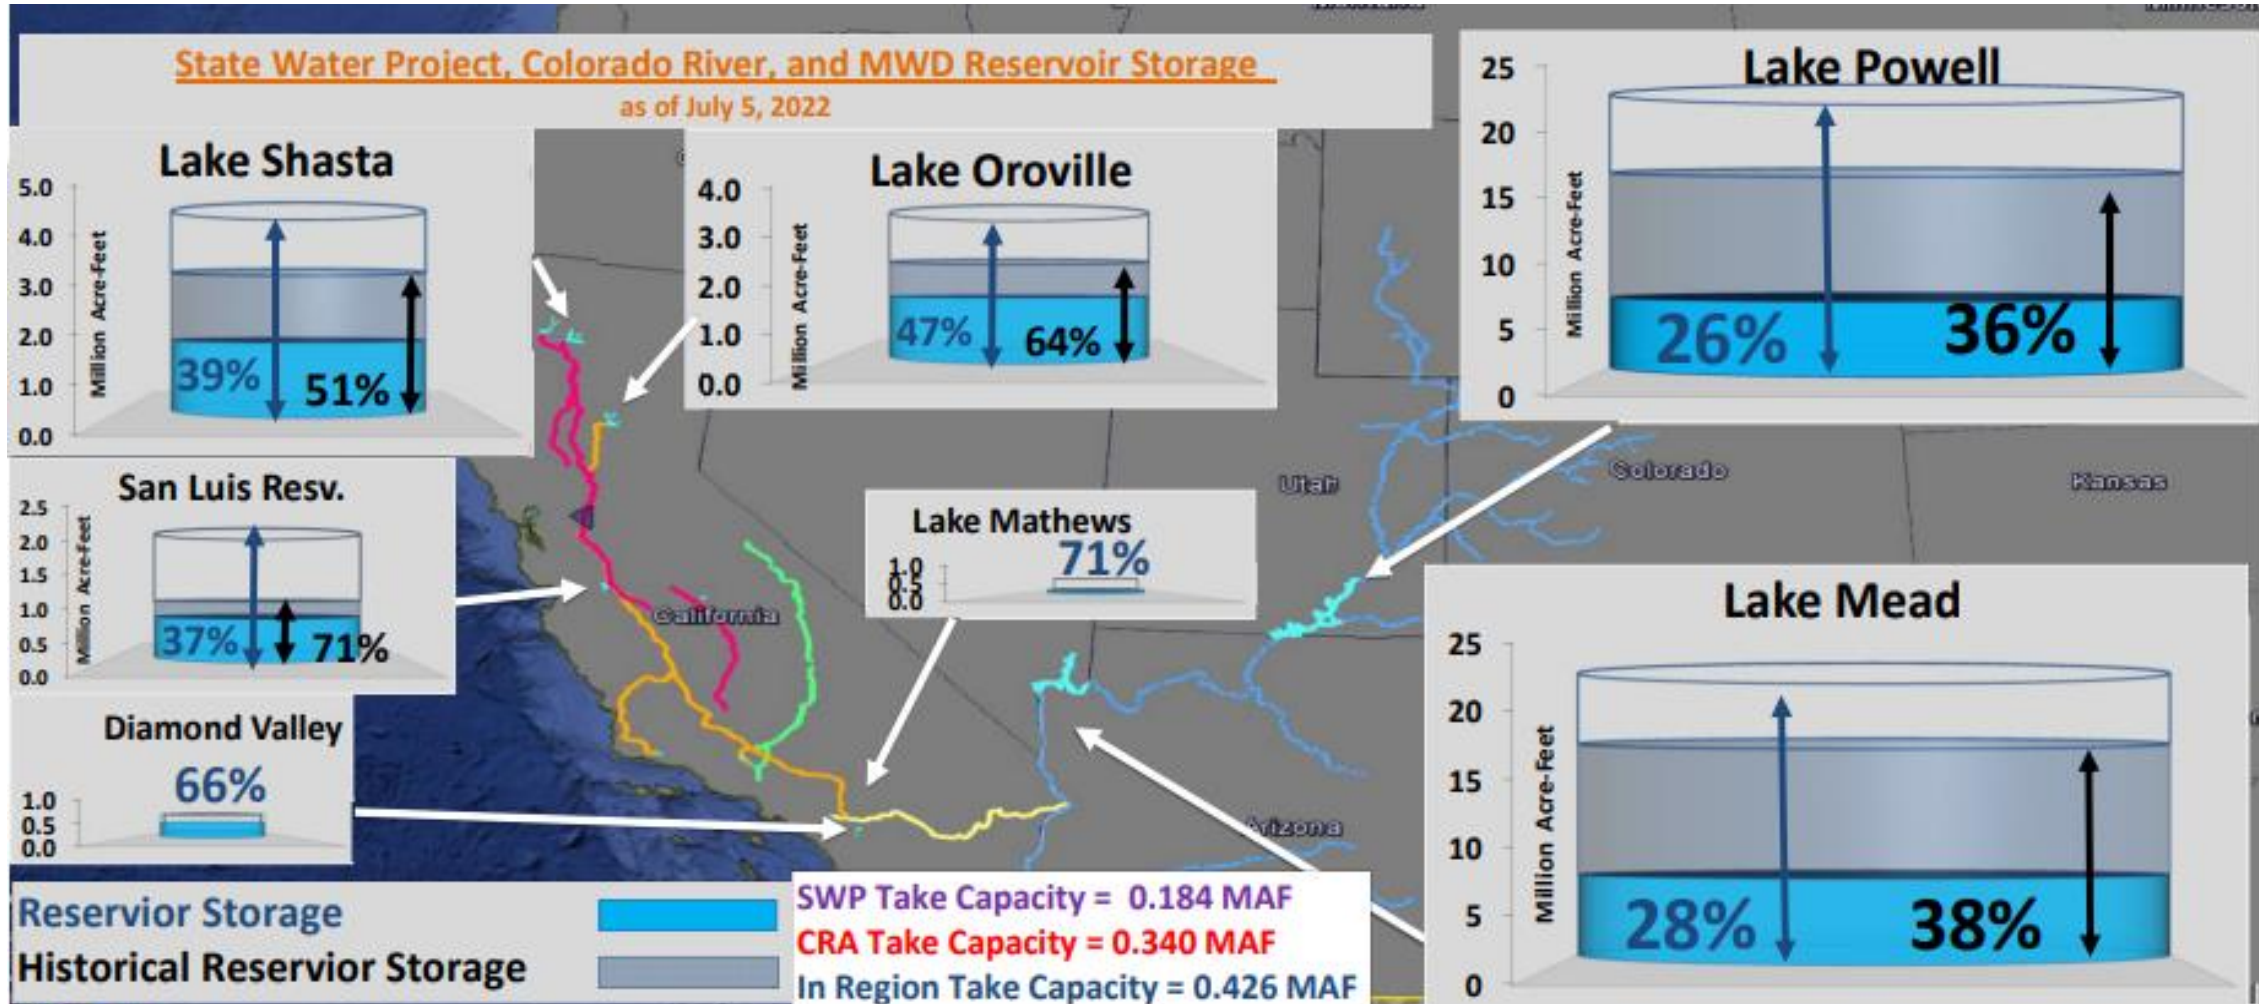 State Water Project, Colorado River, and MWD Reservoir Storage
as of July 5, 2022
Lake Shasta
5.0
4.0
3.0
2.0
1.0
0.0
Million Acre-Feet
39%
51%
Lake Oroville
4.0
3.0
2.0
1.0
0.0
Million Acre-Feet
47%
64%
Lake Powell
25
20
15
10
5
0
Million Acre-Feet
26%
36%
San Luis Resv.
2.5
2.0
1.5
1.0
0.5
0.0
Million Acre-Feet
37%
71%
Lake Mathews
71%
1.0
0.5
0.0
Utah
Colorado
Kansas
California
Arizona
Diamond Valley
66%
1.0
0.5
0.0
Lake Mead
25
20
15
10
5
0
Million Acre-Feet
28%
38%
Reservior Storage
Historical Reservior Storage
SWP Take Capacity = 0.184 MAF
CRA Take Capacity = 0.340 MAF
In Region Take Capacity = 0.426 MAF